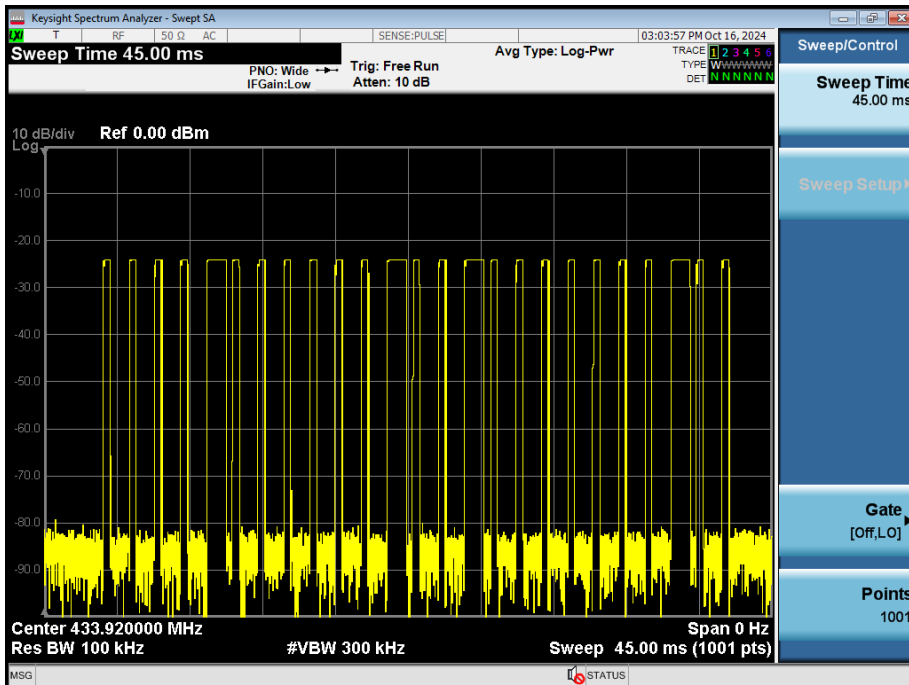 Keysight Spectrum Analyzer - Swept SA
LXI T RF 50 Ω AC SENSE:PULSE 03:03:57 PM Oct 16, 2024
Sweep Time 45.00 ms
PNO: Wide
IFGain:Low
Trig: Free Run
Atten: 10 dB
Avg Type: Log-Pwr
TRACE 1 2 3 4 5 6
TYPE W W W W W W
DET N N N N N N
10 dB/div
Log
Ref 0.00 dBm
-10.0
-20.0
-30.0
-40.0
-50.0
-60.0
-70.0
-80.0
-90.0
Center 433.920000 MHz
Span 0 Hz
Res BW 100 kHz
#VBW 300 kHz
Sweep 45.00 ms (1001 pts)
MSG
STATUS
Sweep/Control
Sweep Time
45.00 ms
Sweep Setup
Gate
[Off,LO]
Points
1001